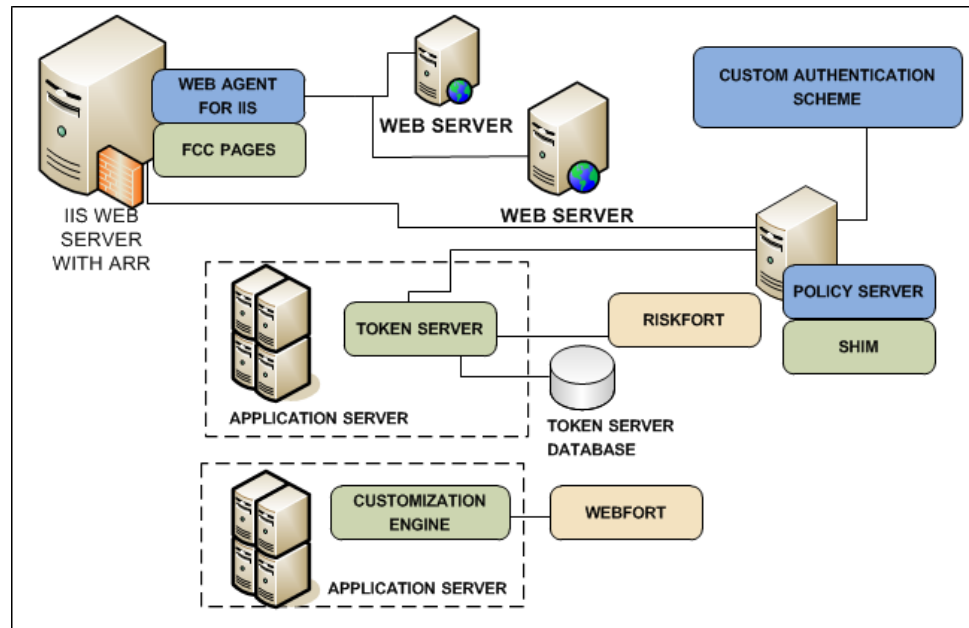 WEB AGENT
FOR IIS
FCC PAGES
IIS WEB
SERVER
WITH ARR
WEB SERVER
WEB SERVER
CUSTOM AUTHENTICATION
SCHEME
POLICY SERVER
SHIM
TOKEN SERVER
RISKFORT
APPLICATION SERVER
TOKEN SERVER
DATABASE
CUSTOMIZATION
ENGINE
WEBFORT
APPLICATION SERVER